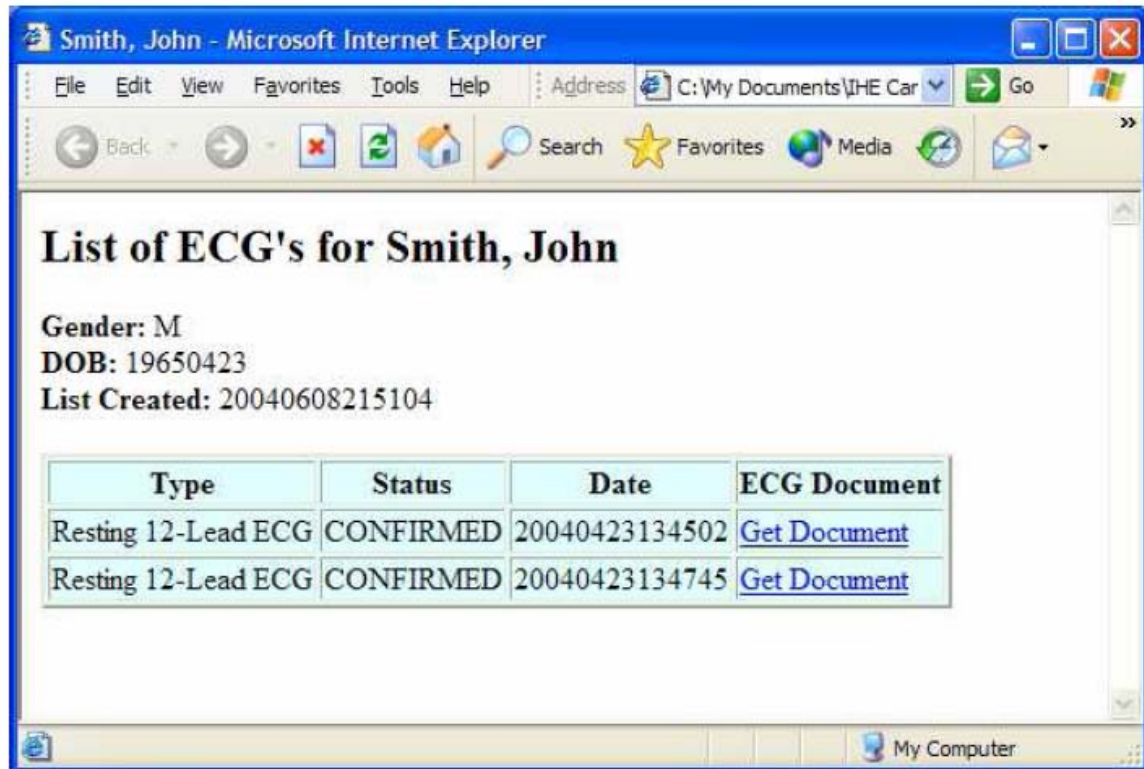 Smith, John - Microsoft Internet Explorer
File Edit View Favorites Tools Help Address C:\My Documents\IHE Car Go
Back Search Favorites Media »
List of ECG's for Smith, John
Gender: M
DOB: 19650423
List Created: 20040608215104
Type Status Date ECG Document
Resting 12-Lead ECG CONFIRMED 20040423134502 Get Document
Resting 12-Lead ECG CONFIRMED 20040423134745 Get Document
My Computer